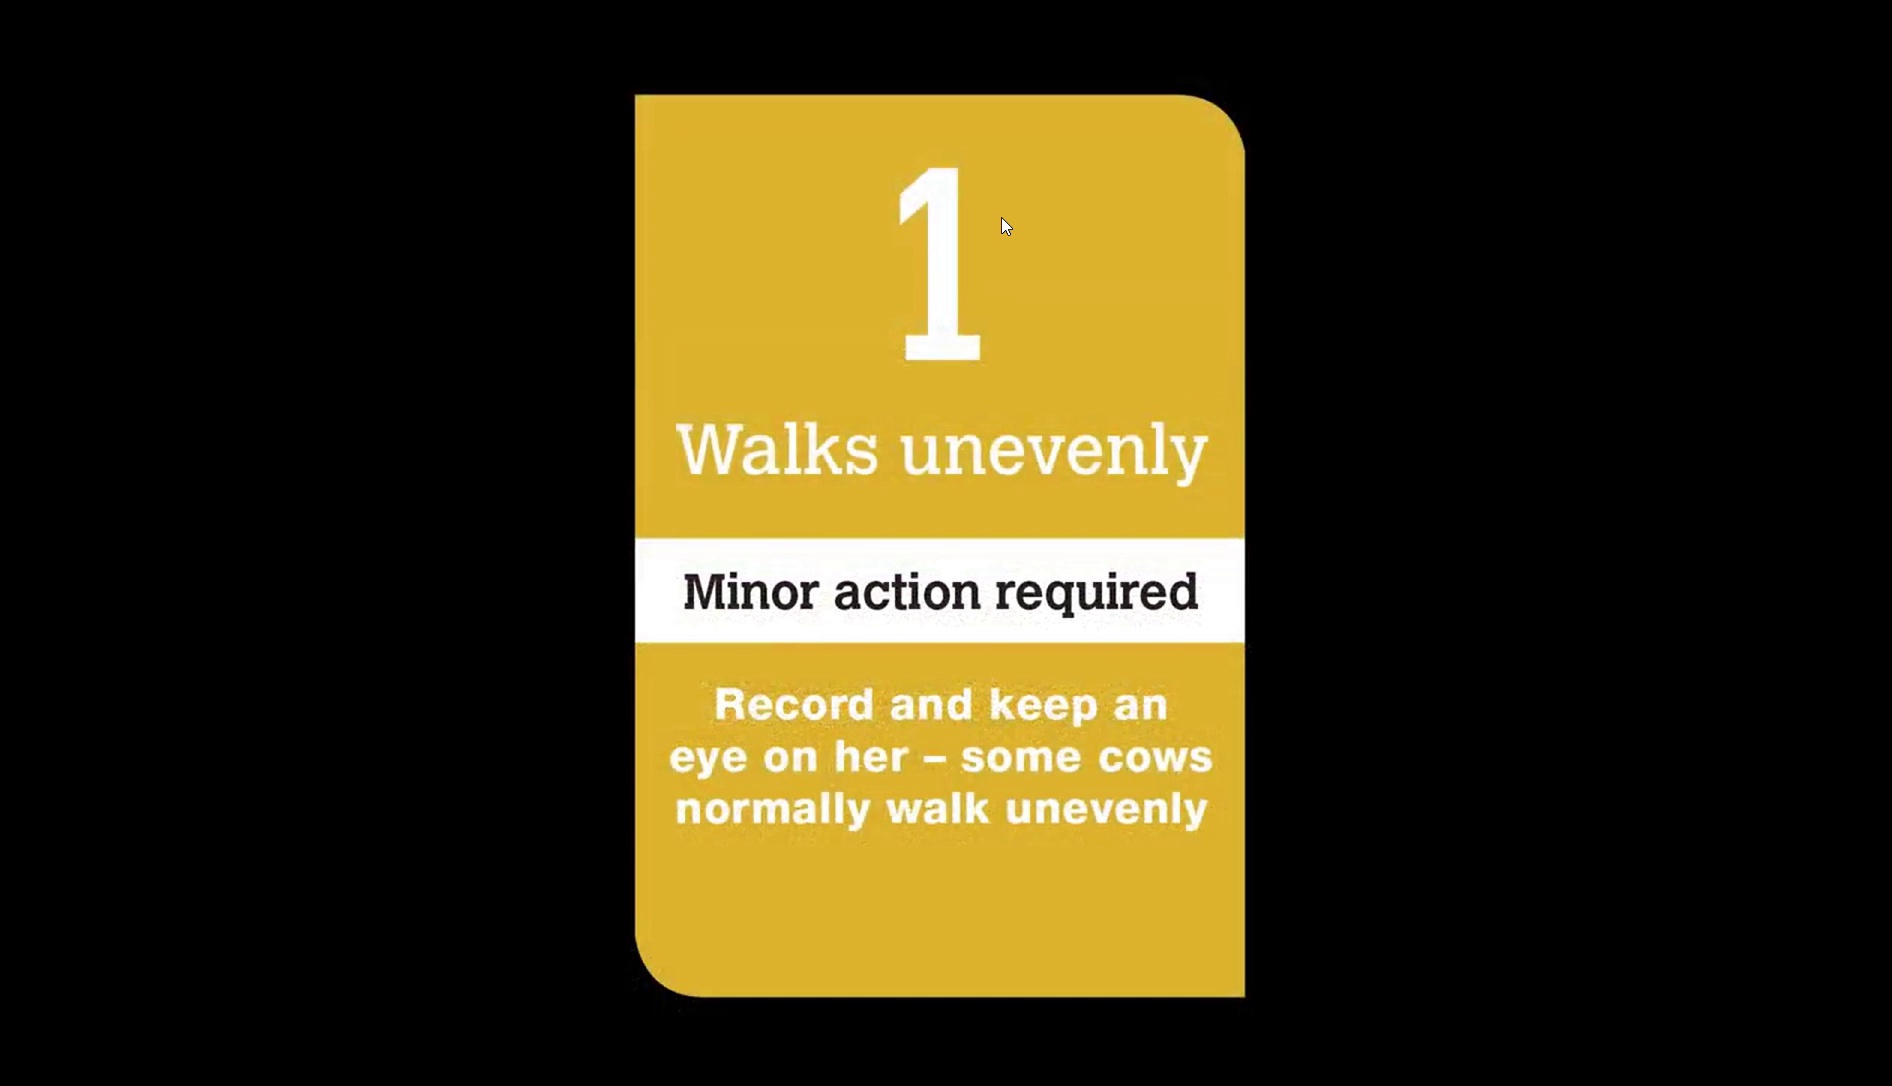 1
Walks unevenly
Minor action required
Record and keep an
eye on her – some cows
normally walk unevenly